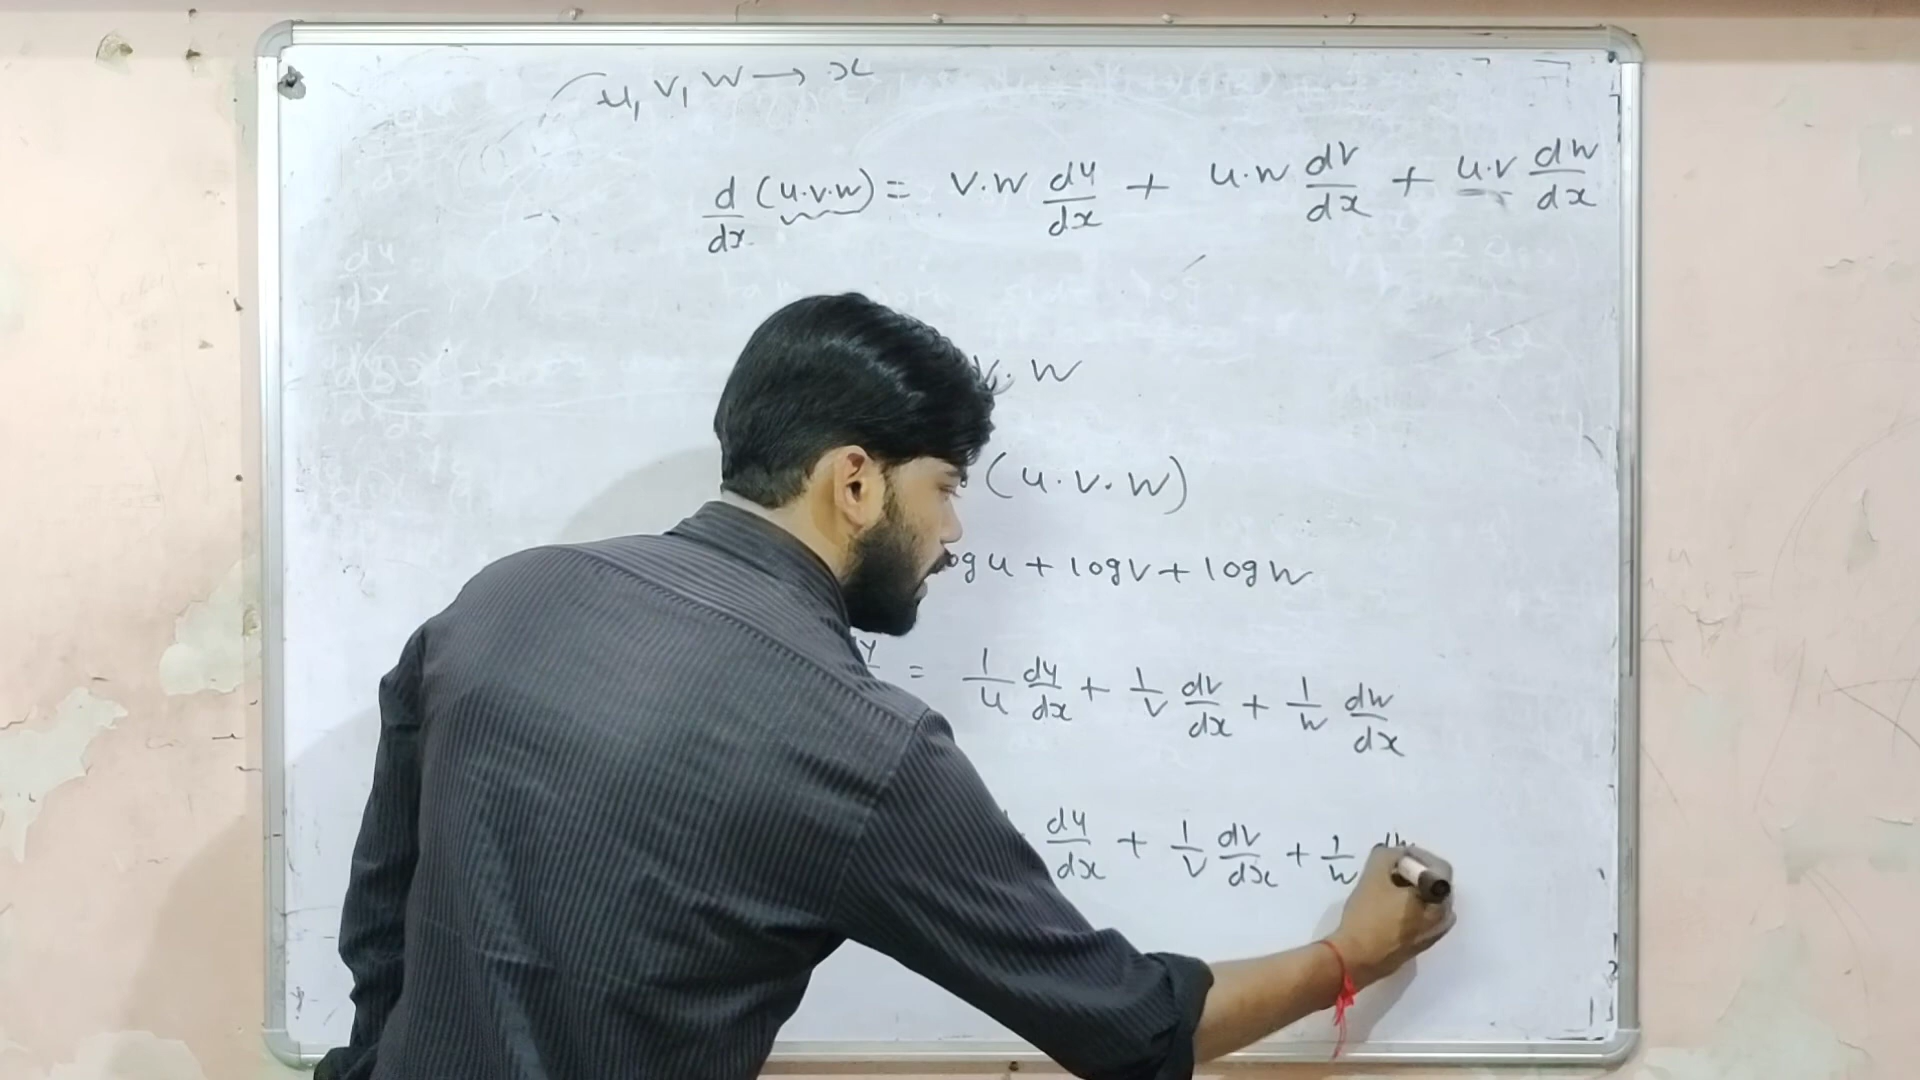 u, v, w → x
d/dx (u.v.w) = v.w du/dx + u.w dv/dx + u.v dw/dx
v. w
(u.v.w)
og u + log v + log w
= 1/u du/dx + 1/v dv/dx + 1/w dw/dx
du/dx + 1/v dv/dx + 1/w